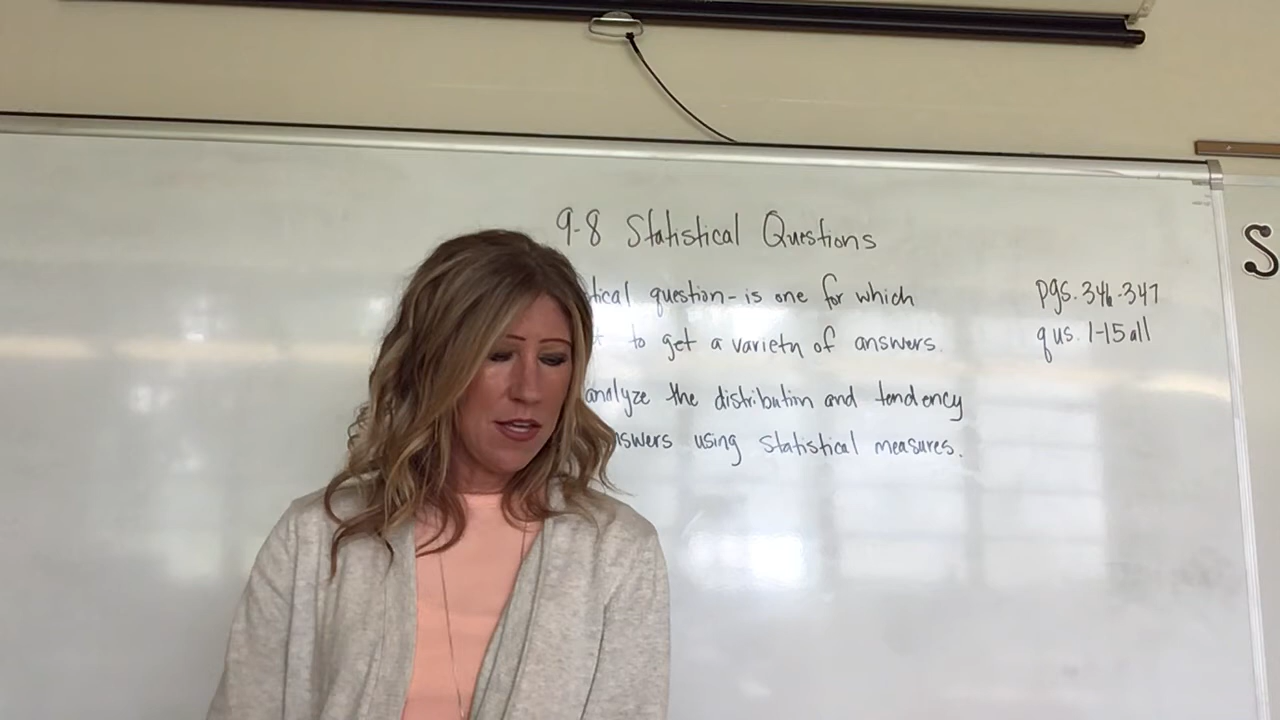 9-8 Statistical Questions
tical question - is one for which
t to get a variety of answers.
analyze the distribution and tendency
nswers using statistical measures.
pgs. 346-347
qus. 1-15 all
S